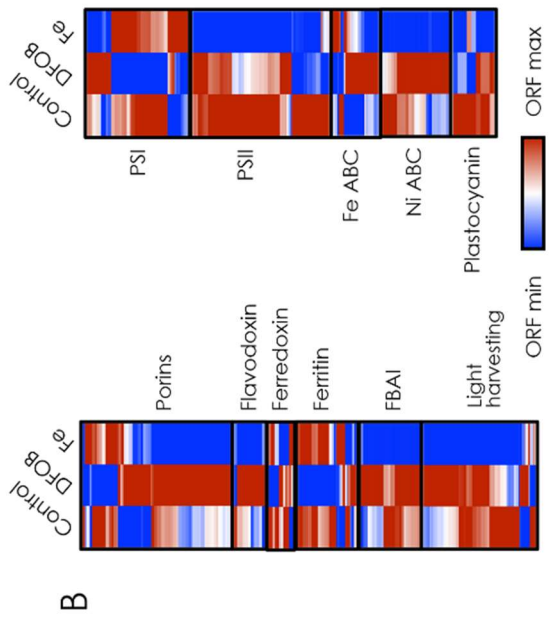 B
Control
DFOB
Fe
Porins
Flavodoxin
Ferredoxin
Ferritin
FBAI
Light
harvesting
Control
DFOB
Fe
PSI
PSII
Fe ABC
Ni ABC
Plastocyanin
ORF min
ORF max